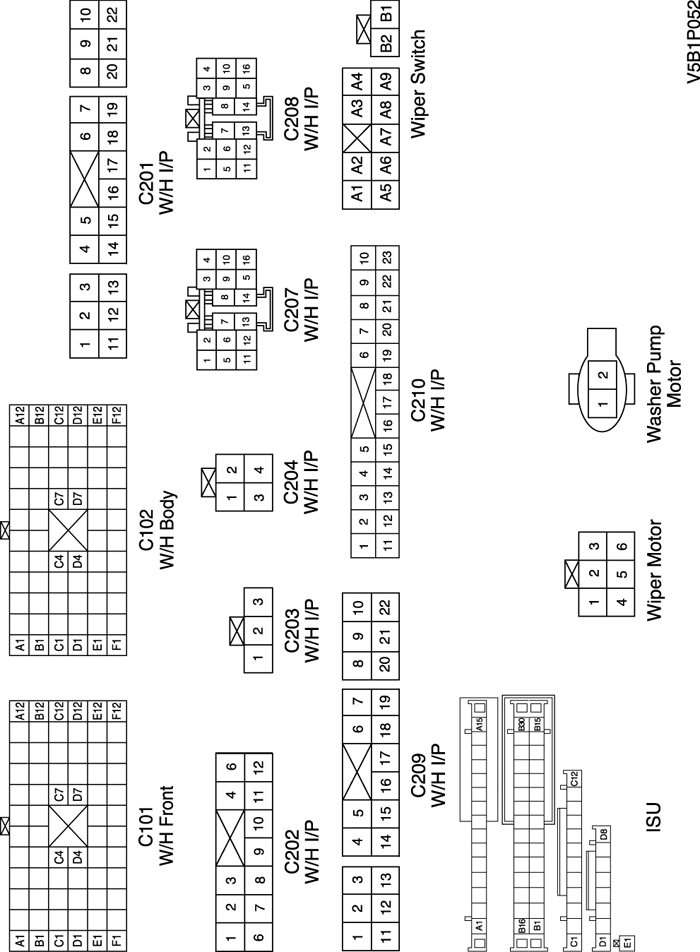 A1 A12
B1 B12
C1 C4 C7 C12
D1 D4 D7 D12
E1 E12
F1 F12
C101
W/H Front
A1 A12
B1 B12
C1 C4 C7 C12
D1 D4 D7 D12
E1 E12
F1 F12
C102
W/H Body
1 2 3 4 5 6 7 8 9 10
11 12 13 14 15 16 17 18 19 20 21 22
C201
W/H I/P
1 2 3 4 6
6 7 8 9 10 11 12
C202
W/H I/P
1 2 3
C203
W/H I/P
1 2
3 4
C204
W/H I/P
1 2 3 4
5 6 7 8 9 10
11 12 13 14 5 16
C207
W/H I/P
1 2 3 4
5 6 7 8 9 10
11 12 13 14 5 16
C208
W/H I/P
1 2 3 4 5 6 7 8 9 10
11 12 13 14 15 16 17 18 19 20 21 22
C209
W/H I/P
1 2 3 4 5 6 7 8 9 10
11 12 13 14 15 16 17 18 19 20 21 22 23
C210
W/H I/P
A1 A2 A3 A4
A5 A6 A7 A8 A9
B2 B1
Wiper Switch
A1 A15
B16 B30
B1 B15
C1 C12
D1 D8
E1
ISU
1 2 3
4 5 6
Wiper Motor
1 2
Washer Pump
Motor
V5B1P052